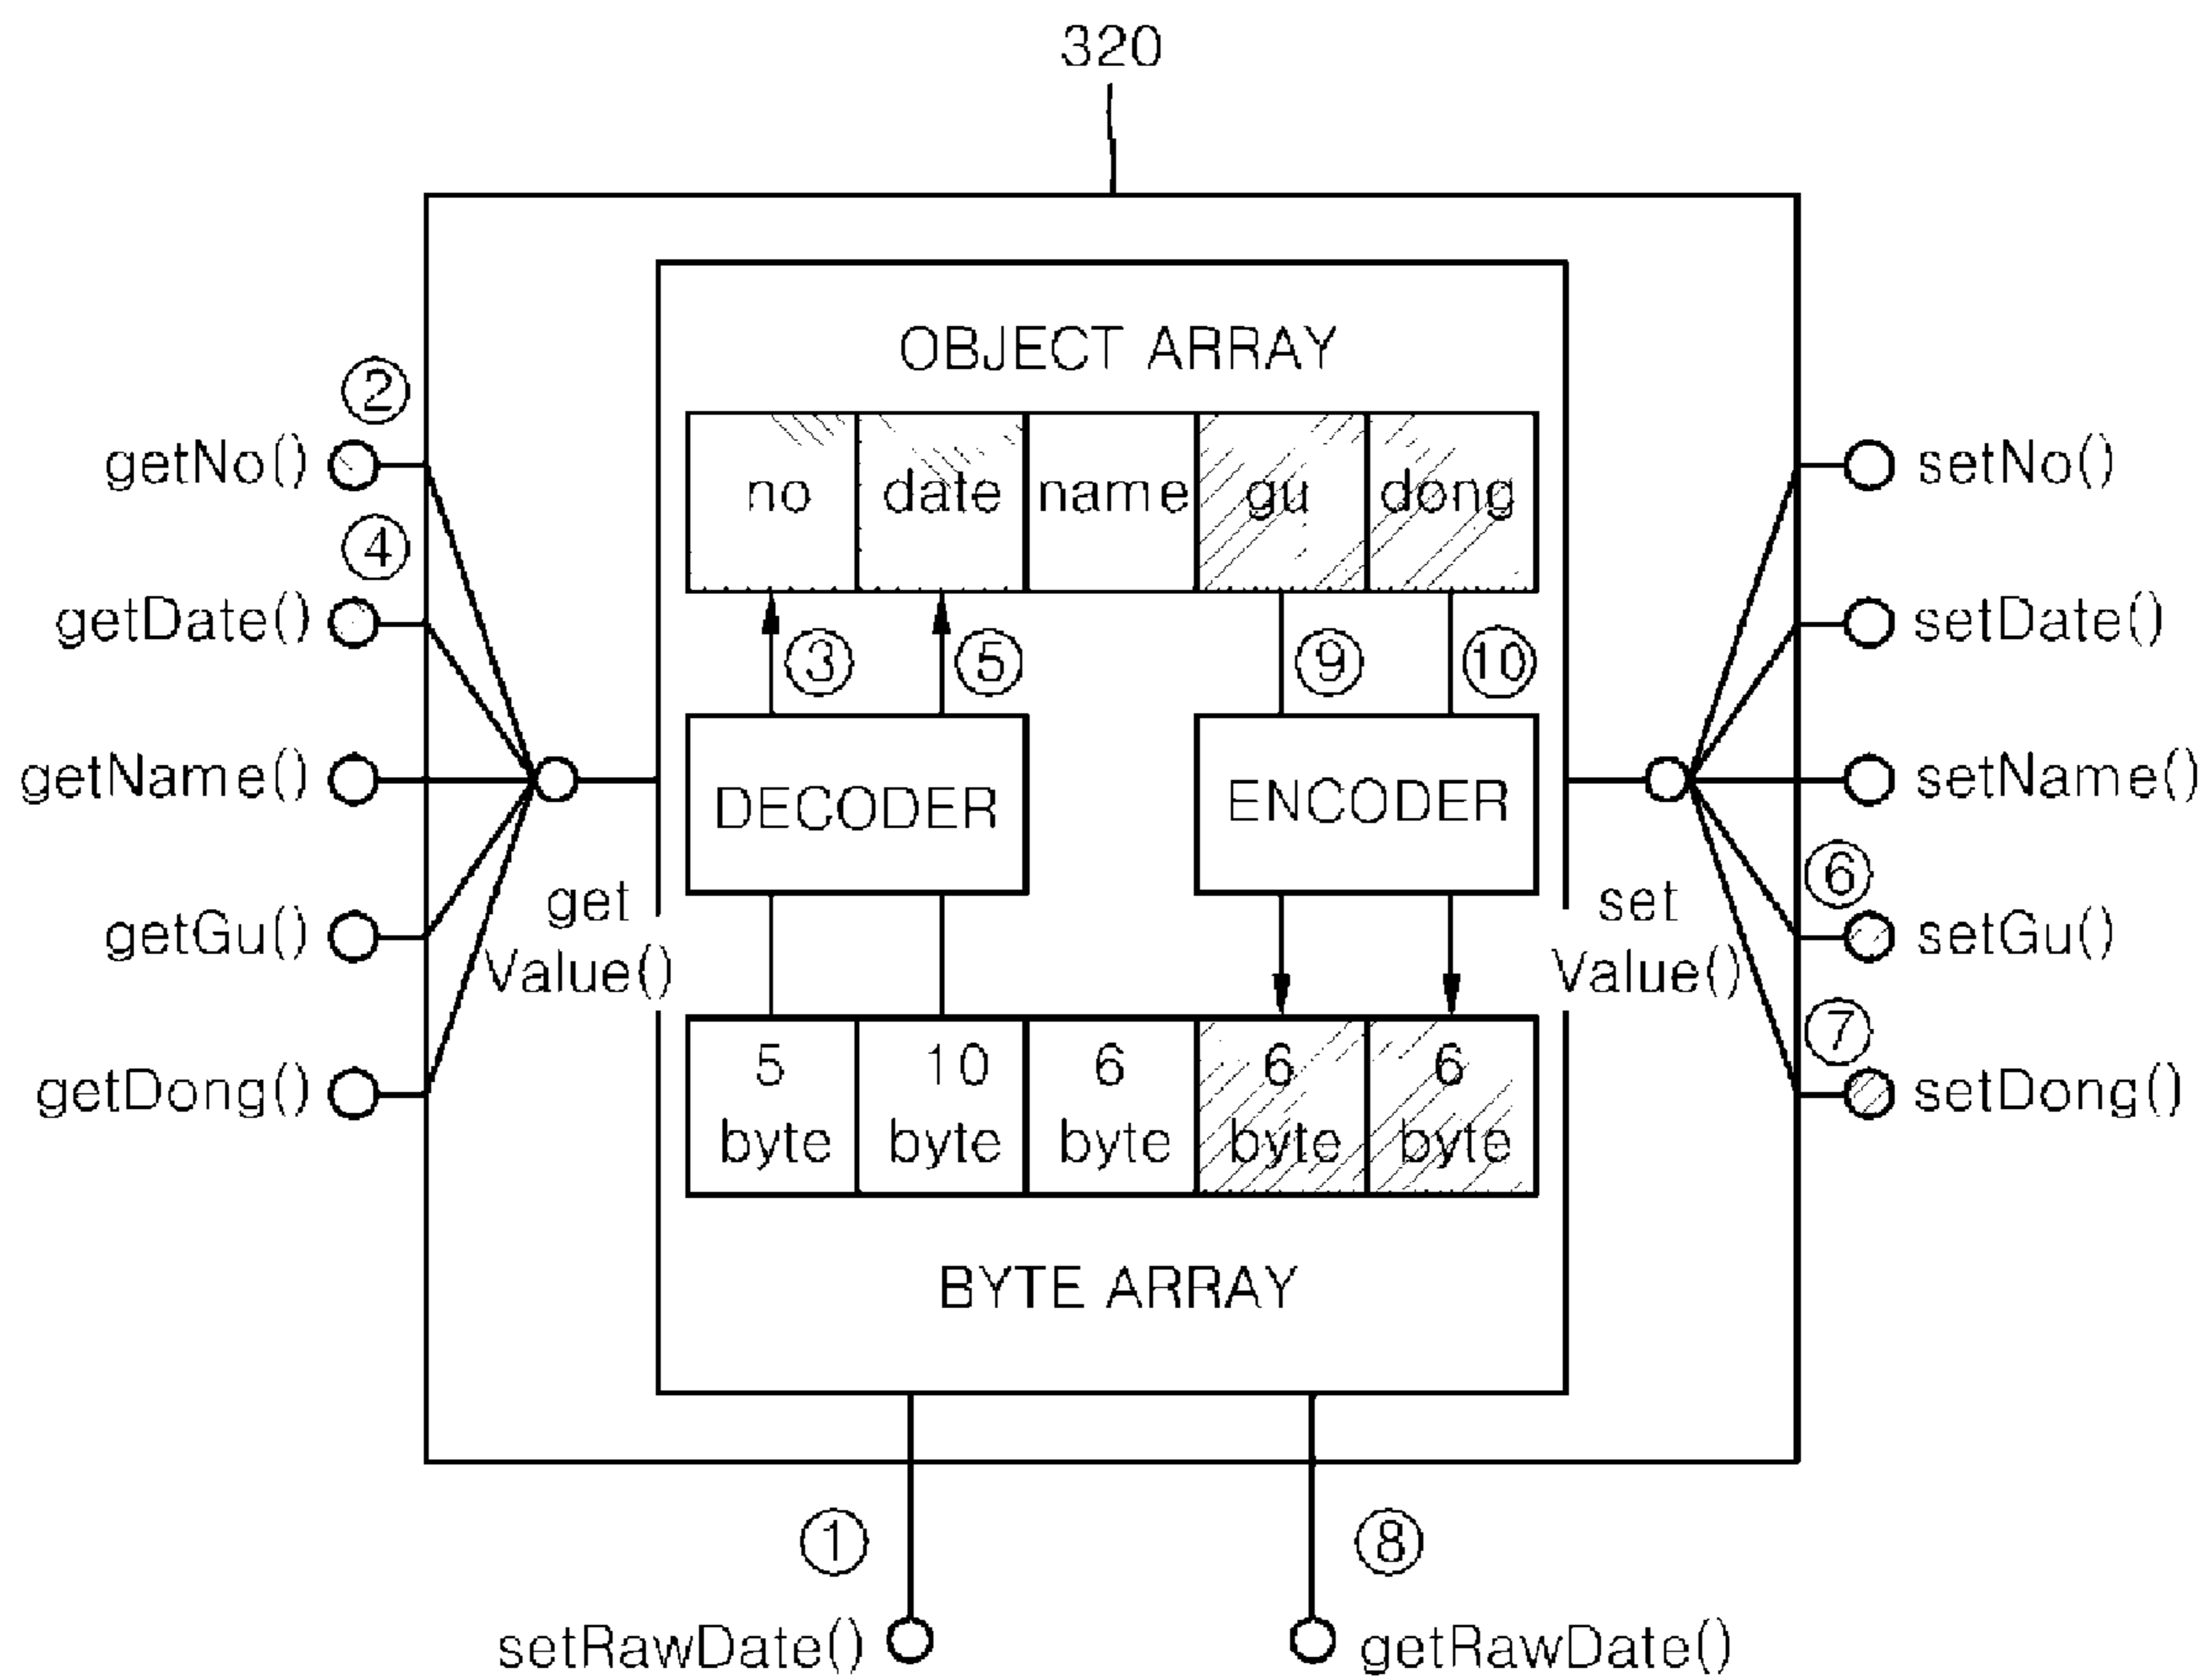 320
OBJECT ARRAY
②
getNo()
no
date
name
gu
dong
setNo()
④
getDate()
③
⑤
⑨
⑩
setDate()
getName()
DECODER
ENCODER
setName()
get
Value()
set
Value()
⑥
getGu()
setGu()
⑦
getDong()
5
byte
10
byte
6
byte
6
byte
6
byte
setDong()
BYTE ARRAY
①
⑧
setRawDate()
getRawDate()